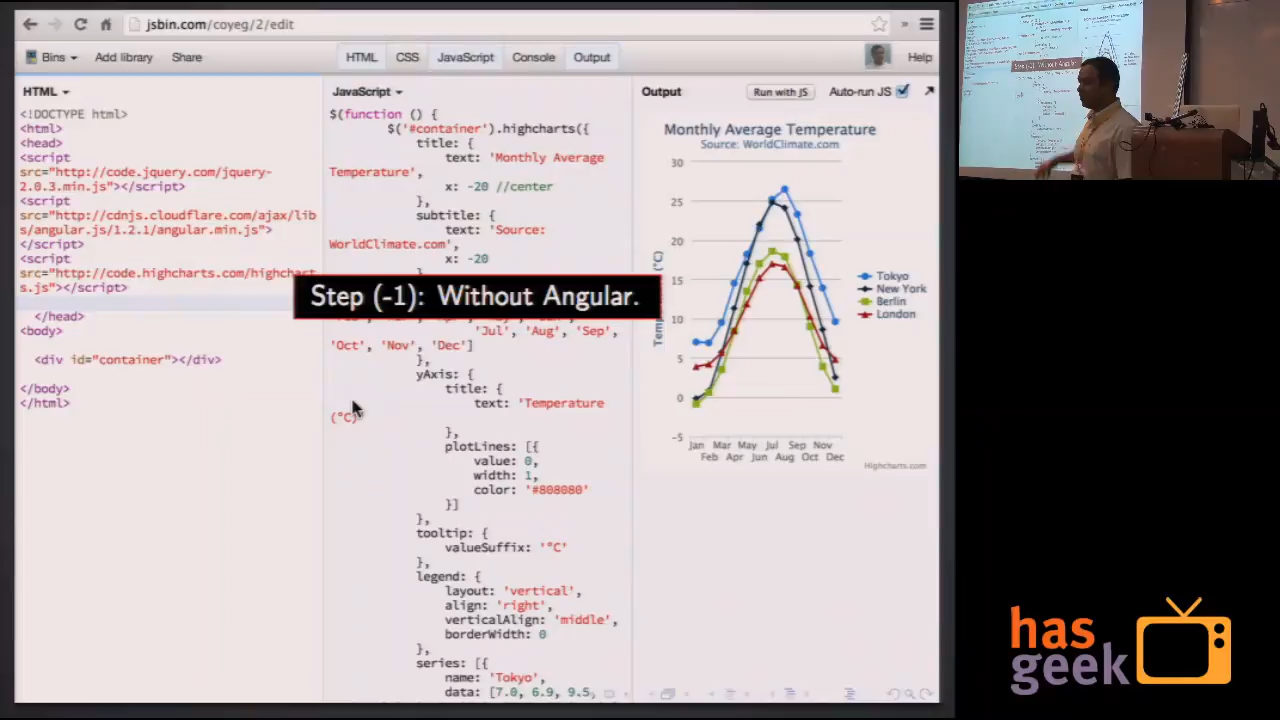 jsbin.com/coyeg/2/edit
Bins
Add library
Share
HTML
CSS
JavaScript
Console
Output
Help
HTML
<!DOCTYPE html>
<html>
<head>
<script
src="http://code.jquery.com/jquery-
2.0.3.min.js"></script>
<script
src="http://cdnjs.cloudflare.com/ajax/lib
s/angular.js/1.2.1/angular.min.js">
</script>
<script
src="http://code.highcharts.com/highchart
s.js"></script>
</head>
<body>
<div id="container"></div>
</body>
</html>
JavaScript
$(function () {
$('#container').highcharts({
title: {
text: 'Monthly Average
Temperature',
x: -20 //center
},
subtitle: {
text: 'Source:
WorldClimate.com',
x: -20
Step (-1): Without Angular.
'Jul', 'Aug', 'Sep',
'Oct', 'Nov', 'Dec']
},
yAxis: {
title: {
text: 'Temperature
(°C)'
},
plotLines: [{
value: 0,
width: 1,
color: '#808080'
}]
},
tooltip: {
valueSuffix: '°C'
},
legend: {
layout: 'vertical',
align: 'right',
verticalAlign: 'middle',
borderWidth: 0
},
series: [{
name: 'Tokyo',
data: [7.0, 6.9, 9.5,
Output
Run with JS
Auto-run JS
Monthly Average Temperature
Source: WorldClimate.com
30
25
20
15
10
5
0
-5
(°C)
Jan Mar May Jul Sep Nov
Feb Apr Jun Aug Oct Dec
Tokyo
New York
Berlin
London
Highcharts.com
Step (-1): Without Angular
has
geek